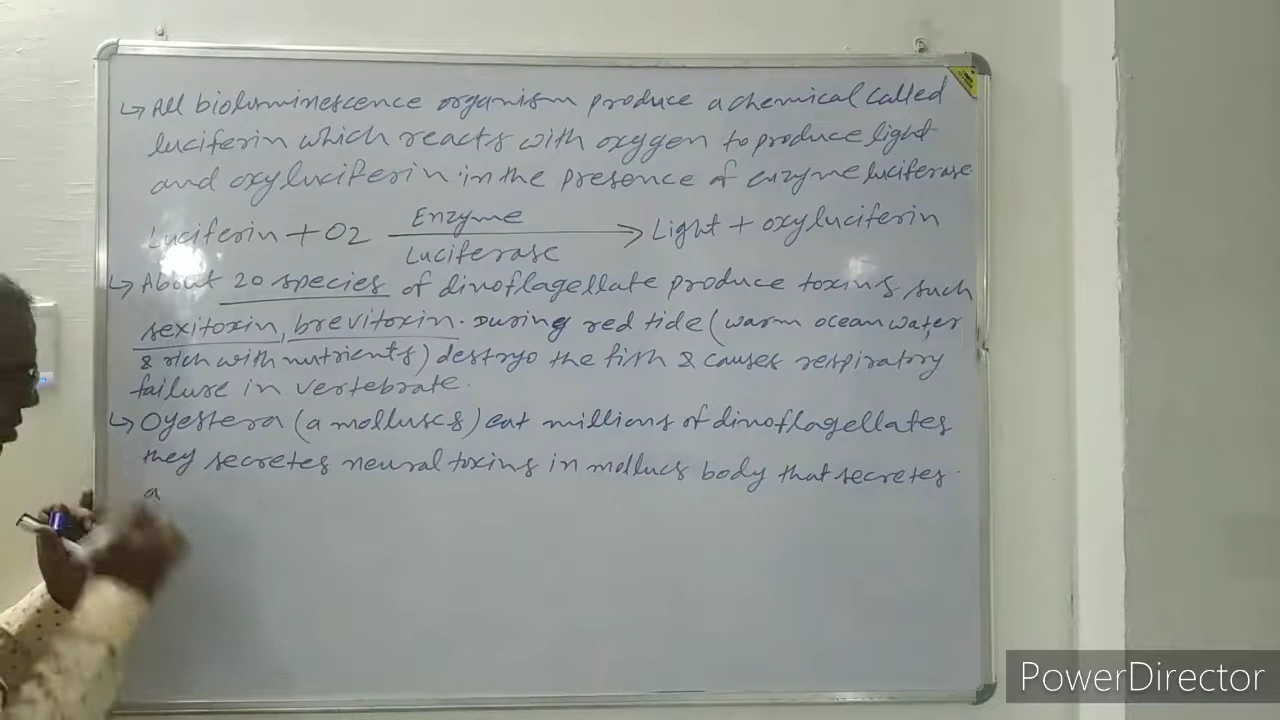 ↳ All bioluminescence organism produce a chemical called
luciferin which reacts with oxygen to produce light
and oxyluciferin in the presence of enzyme luciferase
Luciferin + O2 Enzyme Luciferase → Light + oxyluciferin
↳ About 20 species of dinoflagellate produce toxins such
sexitoxin, brevitoxin. During red tide (warm ocean water
& rich with nutrients) destryo the fish & causes respiratory
failure in vertebrate.
↳ Oyestera (a molluscs) eat millions of dinoflagellates
they secretes neural toxins in mollucs body that secretes
a
PowerDirector